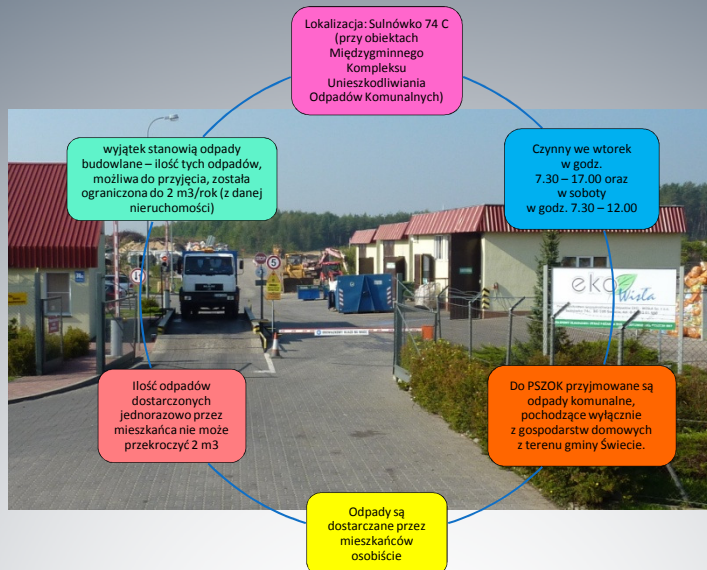 Lokalizacja: Sulnówko 74 C
(przy obiektach
Międzygminnego
Kompleksu
Unieszkodliwiania
Odpadów Komunalnych)
Czynny we wtorek
w godz.
7.30 – 17.00 oraz
w soboty
w godz. 7.30 – 12.00
Do PSZOK przyjmowane są
odpady komunalne,
pochodzące wyłącznie
z gospodarstw domowych
z terenu gminy Świecie.
Odpady są
dostarczane przez
mieszkańców
osobiście
Ilość odpadów
dostarczonych
jednorazowo przez
mieszkańca nie może
przekroczyć 2 m3
wyjątek stanowią odpady
budowlane – ilość tych odpadów,
możliwa do przyjęcia, została
ograniczona do 2 m3/rok (z danej
nieruchomości)
eko
Wisła
5